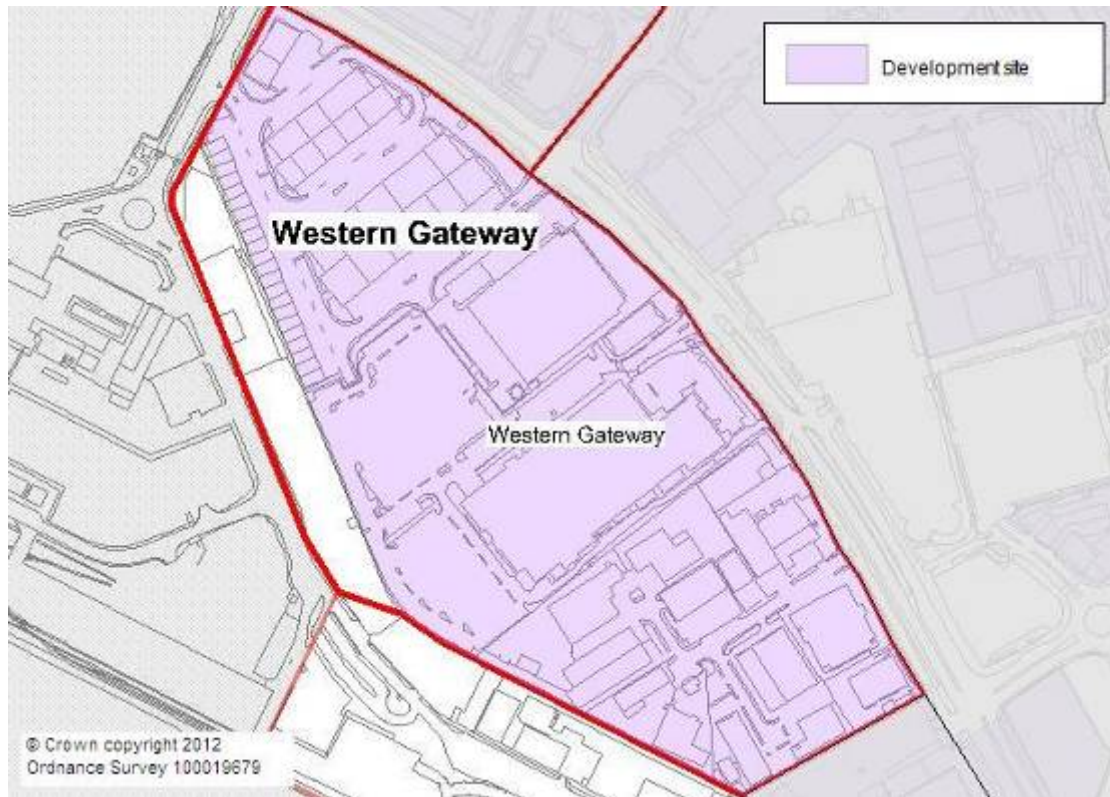 Development site
Western Gateway
Western Gateway
© Crown copyright 2012
Ordnance Survey 100019679